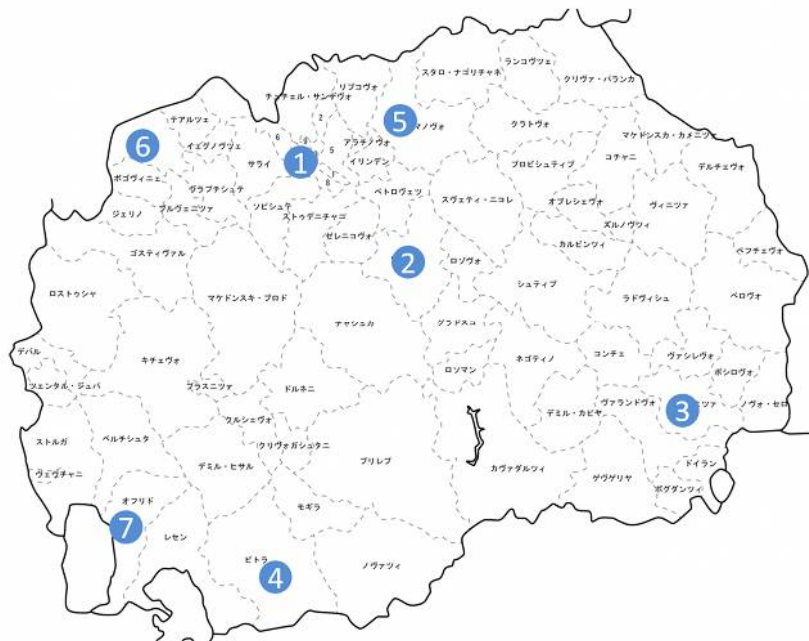 スタロ・ナゴリチャネ
ランコヴツェ
クリヴァ・パランカ
リプコヴォ
チュチェル・サンデヴォ
2
5
マノヴォ
クラトヴォ
マケドンスカ・カメニツァ
テアルツェ
6
6
イェグノヴツェ
サライ
1
5
アラチノヴォ
イリンデン
8
プロビシュティプ
コチャニ
デルチェヴォ
ボゴヴィニェ
ヴラプチシュテ
ペトロヴェツ
スヴェティ・ニコレ
オブレシェヴォ
ヴィニツァ
ジェリノ
ブルヴェニツァ
ソピシュテ
ストゥデニチャニ
ズルノヴツィ
ゼレニコヴォ
カルビンツィ
ペフチェヴォ
ゴスティヴァル
2
ロゾヴォ
ロストゥシャ
マケドンスキ・ブロド
シュティプ
ラドヴィシュ
ベロヴォ
チャシュカ
グラドスコ
デバル
キチェヴォ
ネゴティノ
コンチェ
ヴァシレヴォ
ツェンタル・ジュパ
プラスニツァ
ドルネニ
ロソマン
ボシロヴォ
クルシェヴォ
デミル・カピヤ
ヴァランドヴォ
3
ツァ
ノヴォ・セロ
ストルガ
ベルチシュタ
クリヴォガシュタニ
プリレプ
ヴェヴチャニ
デミル・ヒサル
カヴァダルツィ
ゲヴゲリヤ
ドイラン
ボグダンツィ
オフリド
7
モギラ
レセン
ビトラ
4
ノヴァツィ